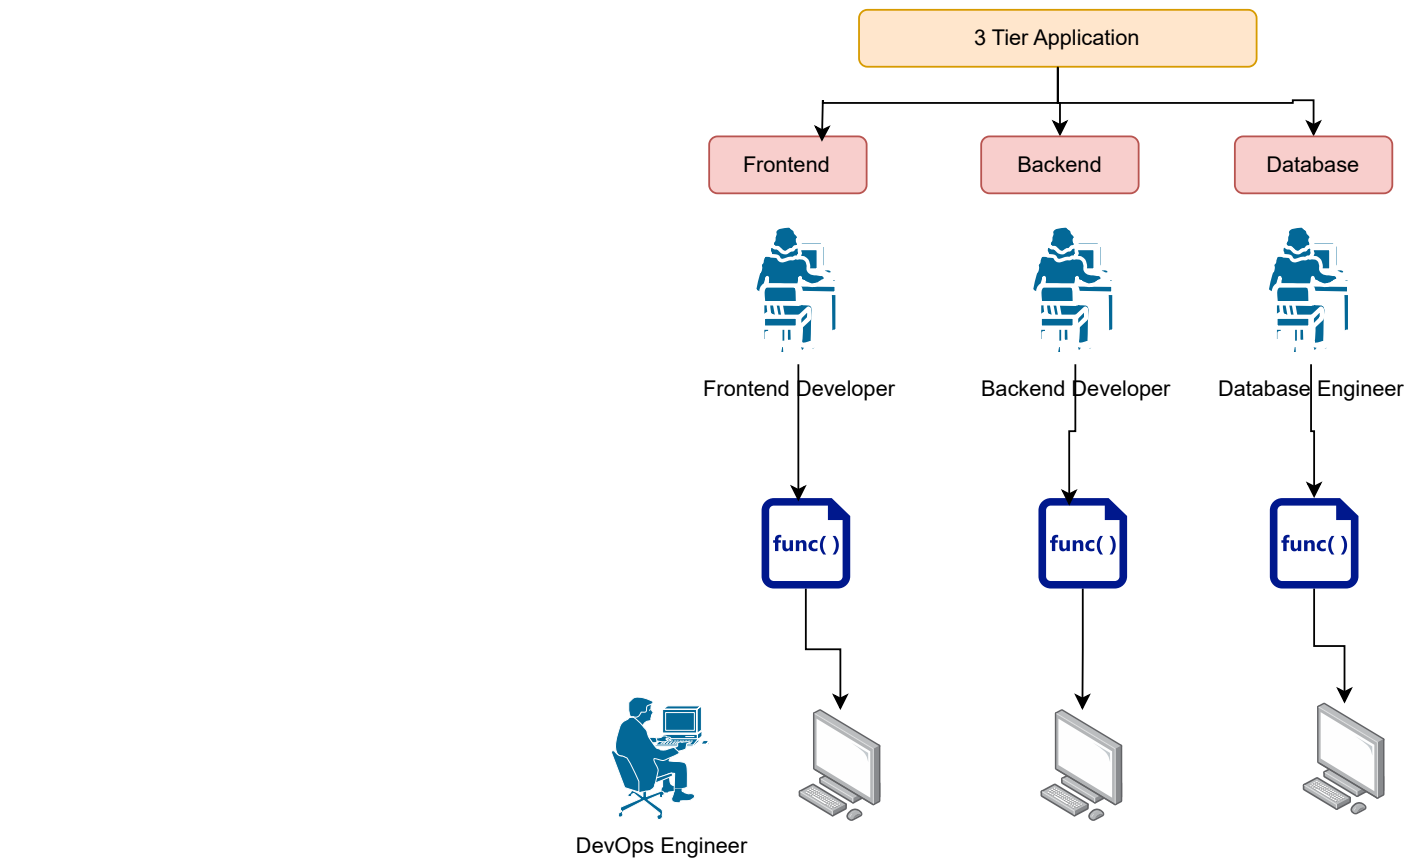 3 Tier Application
Frontend
Backend
Database
Frontend Developer
Backend Developer
Database Engineer
func( )
func( )
func( )
DevOps Engineer